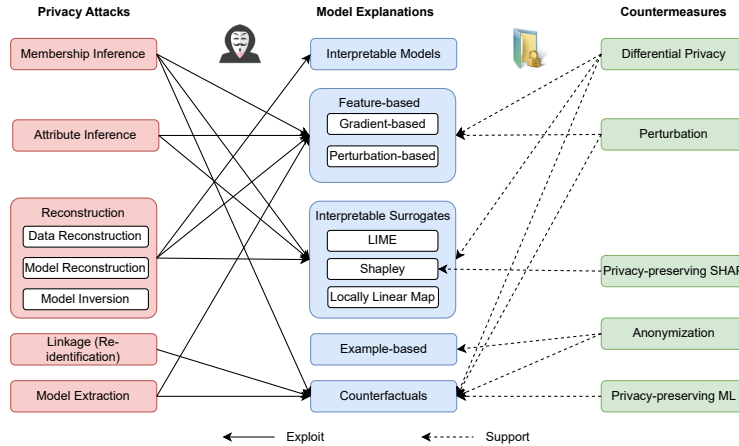 Privacy Attacks
Model Explanations
Countermeasures
Membership Inference
Interpretable Models
Differential Privacy
Feature-based
Gradient-based
Perturbation-based
Attribute Inference
Perturbation
Reconstruction
Data Reconstruction
Model Reconstruction
Model Inversion
Interpretable Surrogates
LIME
Shapley
Locally Linear Map
Privacy-preserving SHAP
Linkage (Re-
identification)
Example-based
Anonymization
Model Extraction
Counterfactuals
Privacy-preserving ML
Exploit
Support